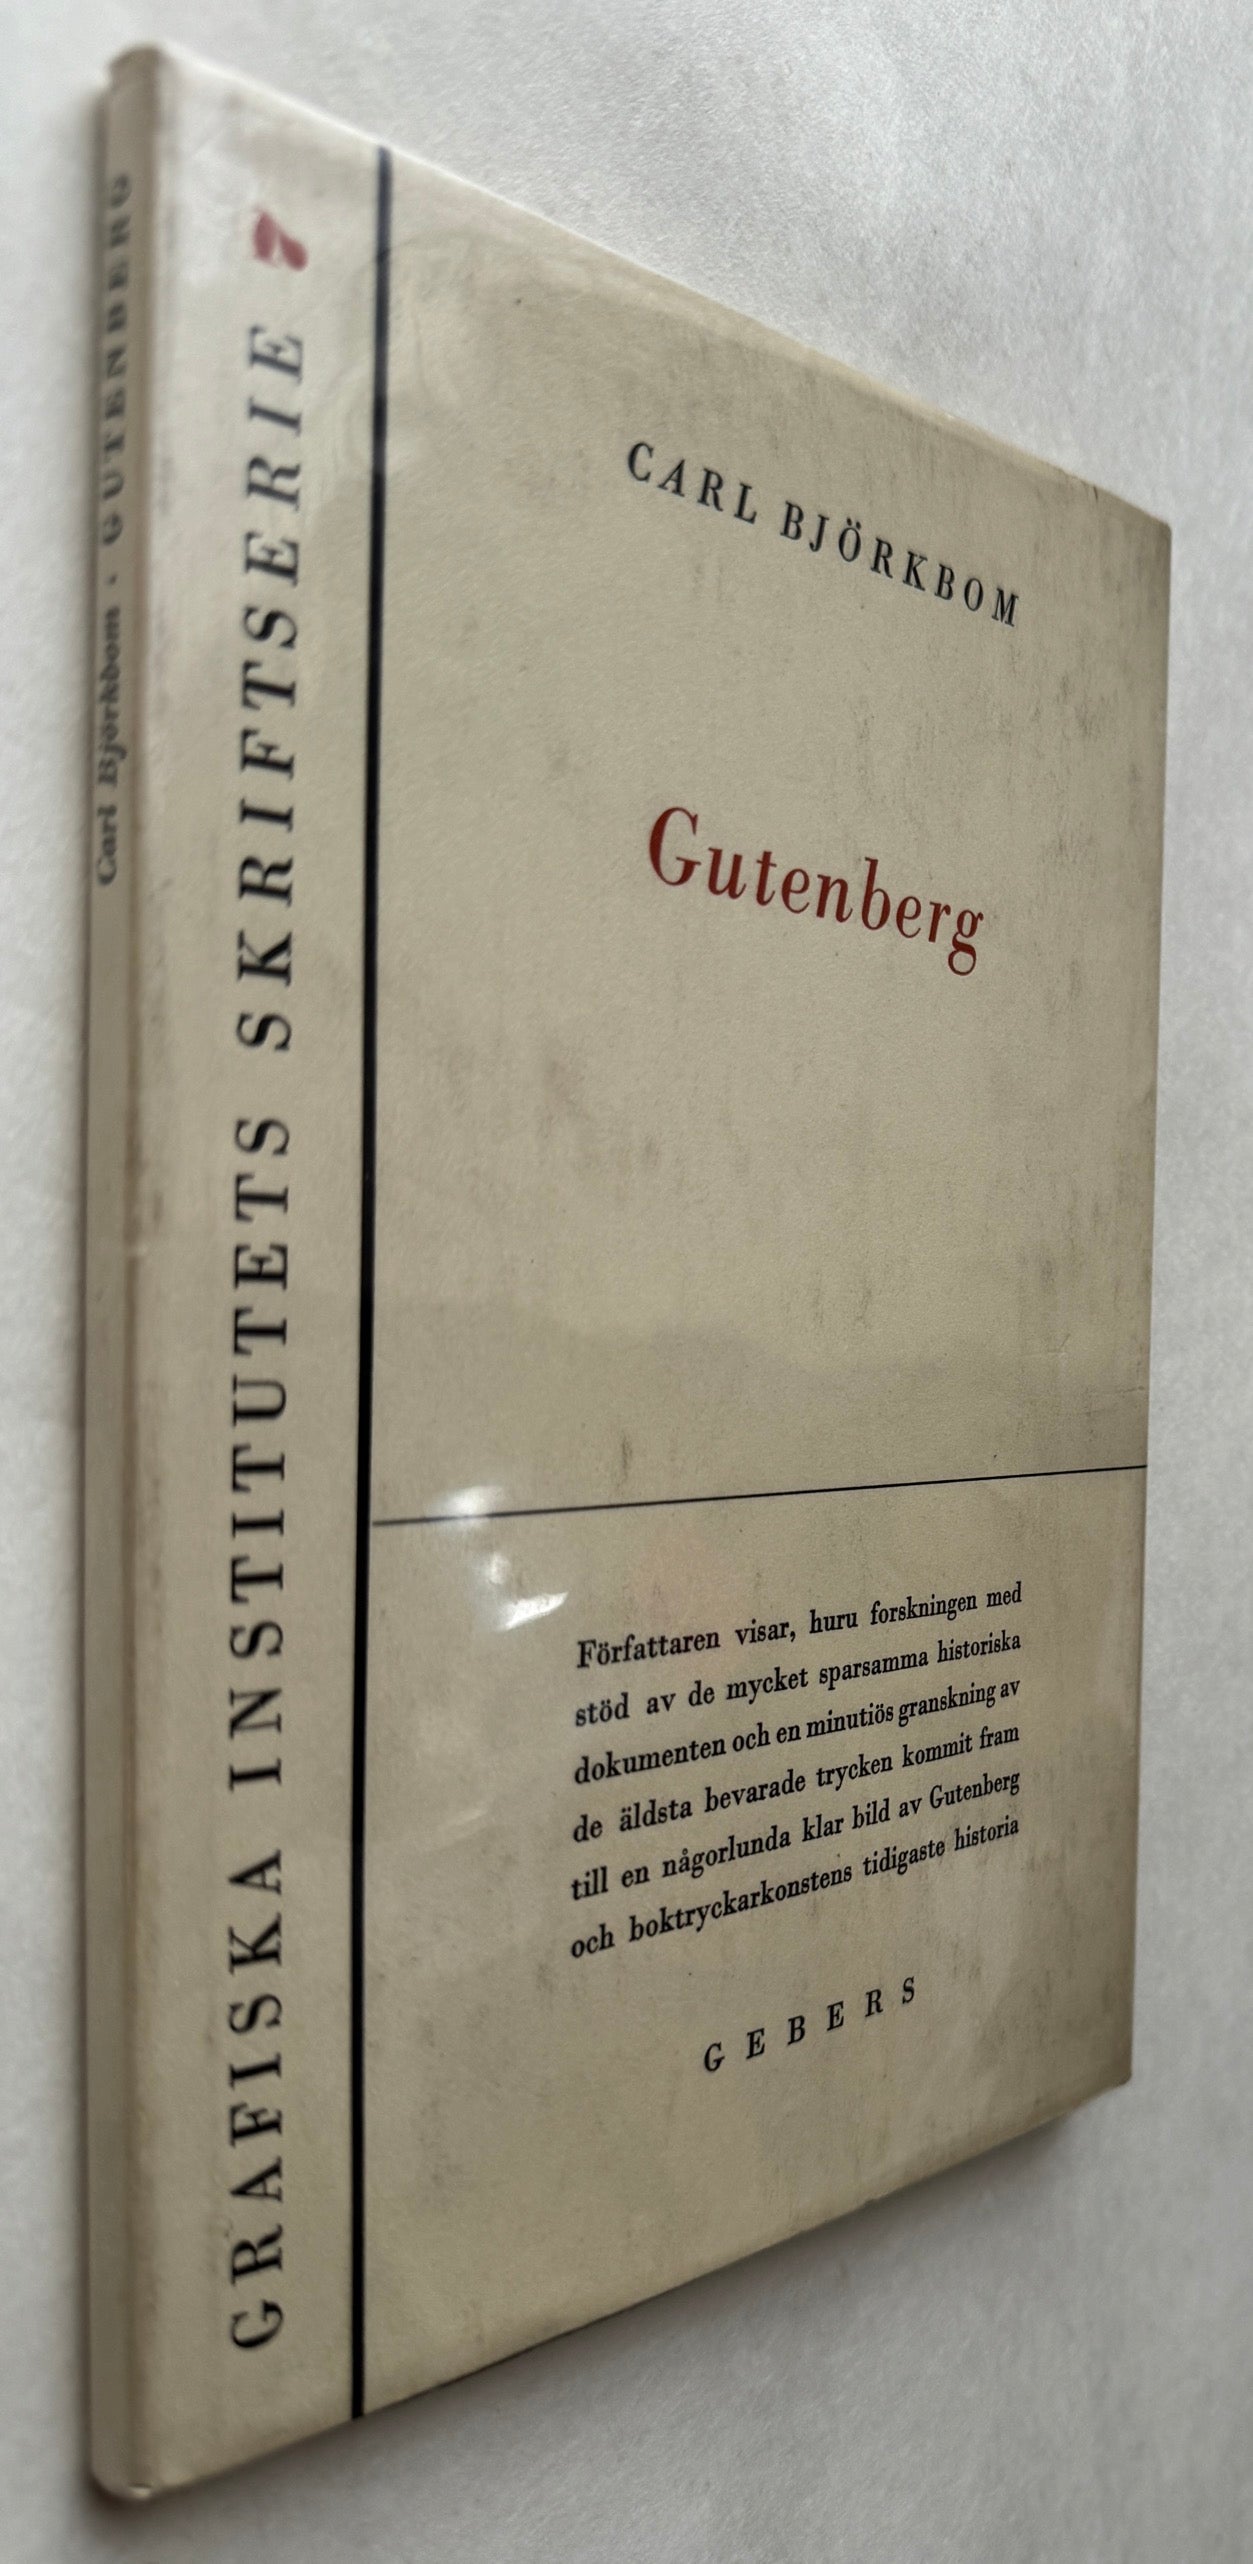 Carl Björkbom · GUTENBERG
GRAFISKA INSTITUTETS SKRIFTSERIE 7
CARL BJÖRKBOM
Gutenberg
Författaren visar, huru forskningen med
stöd av de mycket sparsamma historiska
dokumenten och en minutiös granskning av
de äldsta bevarade trycken kommit fram
till en någorlunda klar bild av Gutenberg
och boktryckarkonstens tidigaste historia
GEBERS